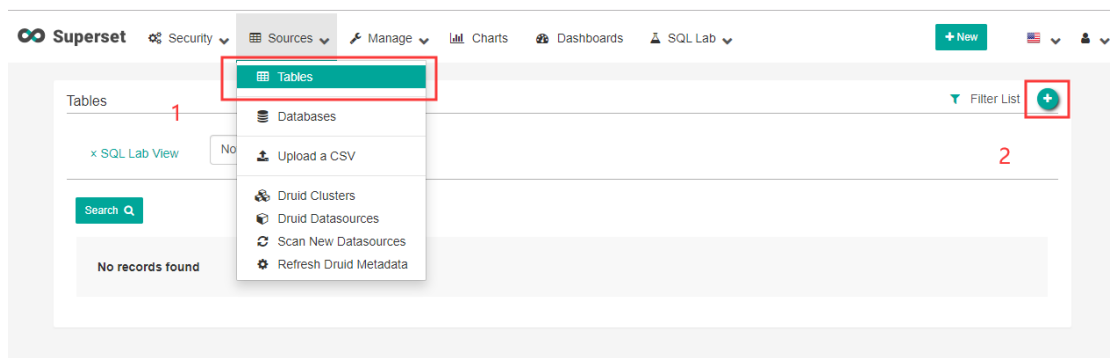 Superset Security Sources Manage Charts Dashboards SQL Lab + New
Tables
Tables
Filter List +
1
Databases
× SQL Lab View
No
Upload a CSV
2
Druid Clusters
Search
Druid Datasources
Scan New Datasources
No records found
Refresh Druid Metadata